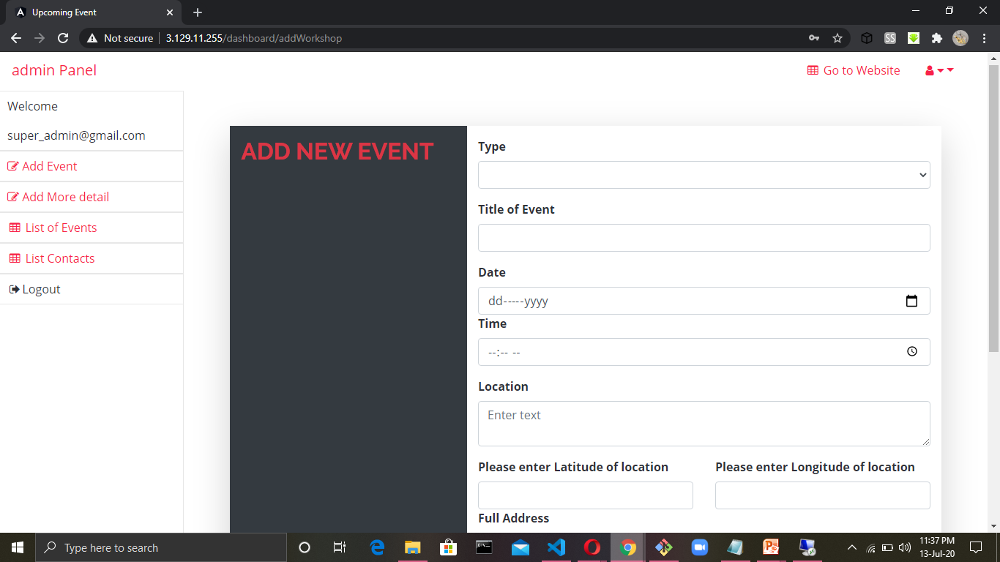 Upcoming Event
Not secure
3.129.11.255/dashboard/addWorkshop
SS
admin Panel
Go to Website
Welcome
super_admin@gmail.com
Add Event
Add More detail
List of Events
List Contacts
Logout
ADD NEW EVENT
Type
Title of Event
Date
dd-----yyyy
Time
--:-- --
Location
Enter text
Please enter Latitude of location
Please enter Longitude of location
Full Address
Type here to search
11:37 PM
13-Jul-20